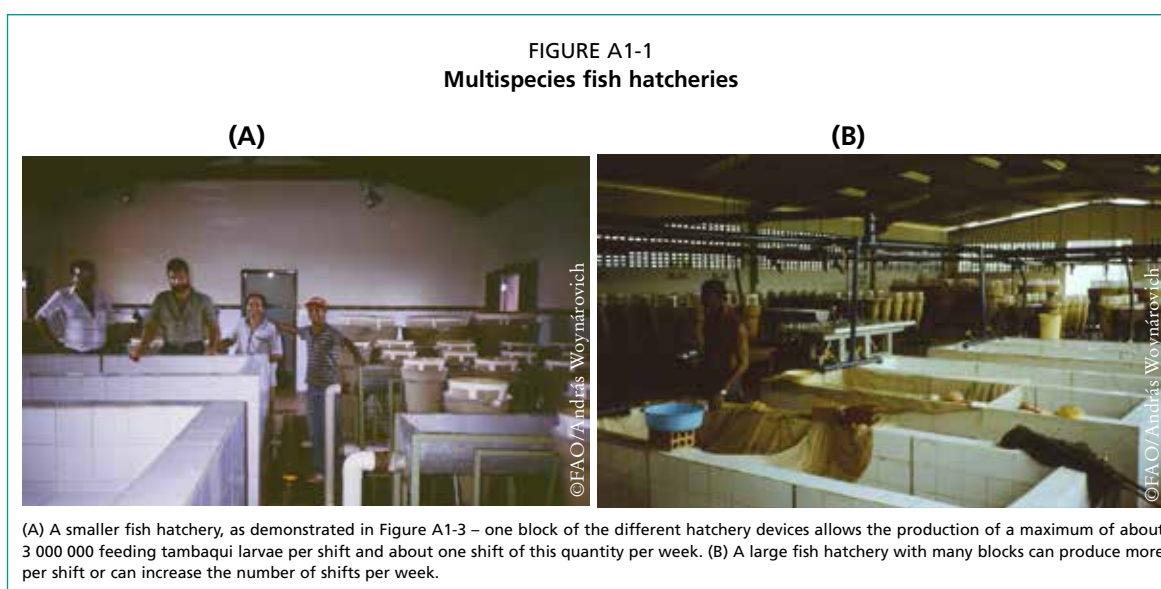 FIGURE A1-1
Multispecies fish hatcheries
(A)
(B)
©FAO/András Woynárovich
©FAO/András Woynárovich
(A) A smaller fish hatchery, as demonstrated in Figure A1-3 – one block of the different hatchery devices allows the production of a maximum of about
3 000 000 feeding tambaqui larvae per shift and about one shift of this quantity per week. (B) A large fish hatchery with many blocks can produce more
per shift or can increase the number of shifts per week.